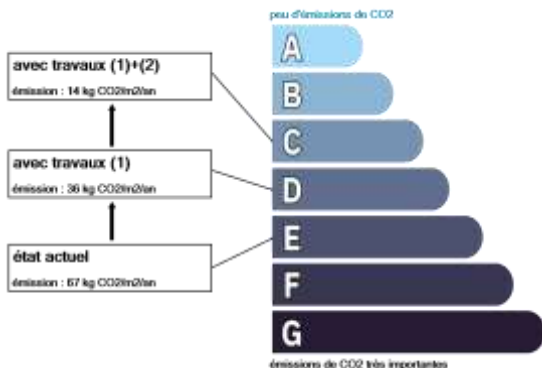 peu d'émissions de CO2
A
avec travaux (1)+(2)
émission : 14 kg CO2/m2/an
B
C
avec travaux (1)
émission : 36 kg CO2/m2/an
D
E
état actuel
émission : 67 kg CO2/m2/an
F
G
émissions de CO2 très importantes